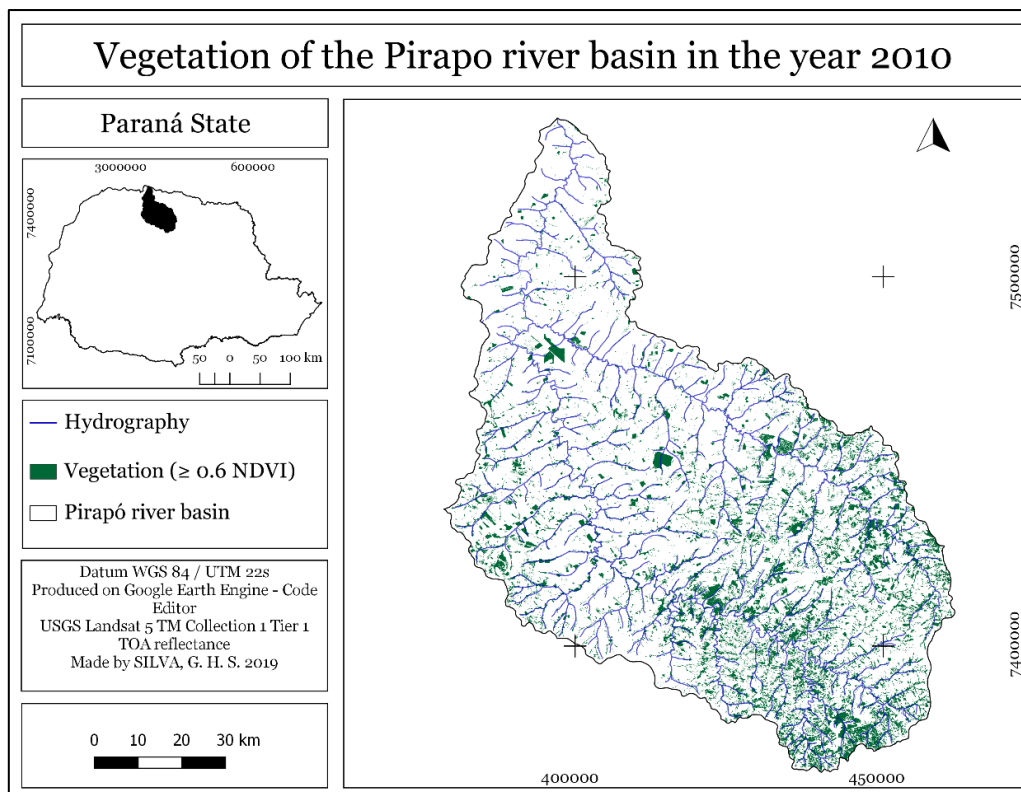 Vegetation of the Pirapo river basin in the year 2010
Paraná State
3000000 600000
7400000
7100000
50 0 50 100 km
Hydrography
Vegetation (≥ 0.6 NDVI)
Pirapó river basin
Datum WGS 84 / UTM 22s
Produced on Google Earth Engine - Code
Editor
USGS Landsat 5 TM Collection 1 Tier 1
TOA reflectance
Made by SILVA, G. H. S. 2019
0 10 20 30 km
7500000
7400000
400000 450000